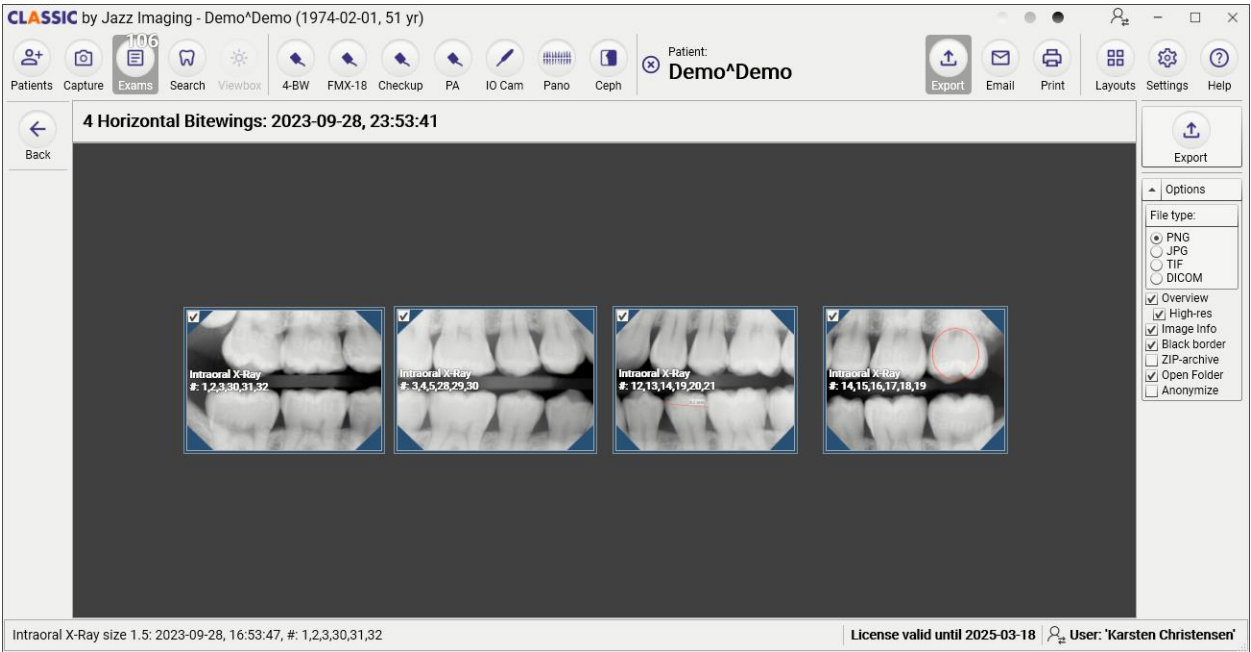 CLASSIC by Jazz Imaging - Demo^Demo (1974-02-01, 51 yr)
106
Patients Capture Exams Search Viewbox 4-BW FMX-18 Checkup PA IO Cam Pano Ceph
Patient:
Demo^Demo
Export Email Print Layouts Settings Help
Back
4 Horizontal Bitewings: 2023-09-28, 23:53:41
Intraoral X-Ray
#: 1,2,3,30,31,32
Intraoral X-Ray
#: 3,4,5,28,29,30
Intraoral X-Ray
#: 12,13,14,19,20,21
Intraoral X-Ray
#: 14,15,16,17,18,19
Export
Options
File type:
PNG
JPG
TIF
DICOM
Overview
High-res
Image Info
Black border
ZIP-archive
Open Folder
Anonymize
Intraoral X-Ray size 1.5: 2023-09-28, 16:53:47, #: 1,2,3,30,31,32
License valid until 2025-03-18
User: 'Karsten Christensen'